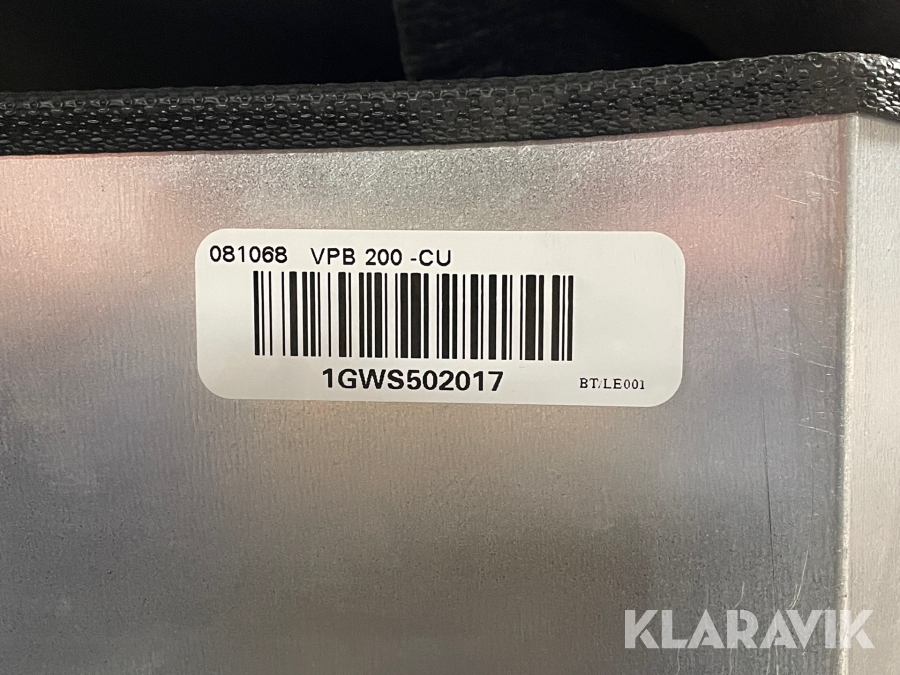 081068 VPB 200 -CU
1GWS502017
BT/LE001
KLARAVIK